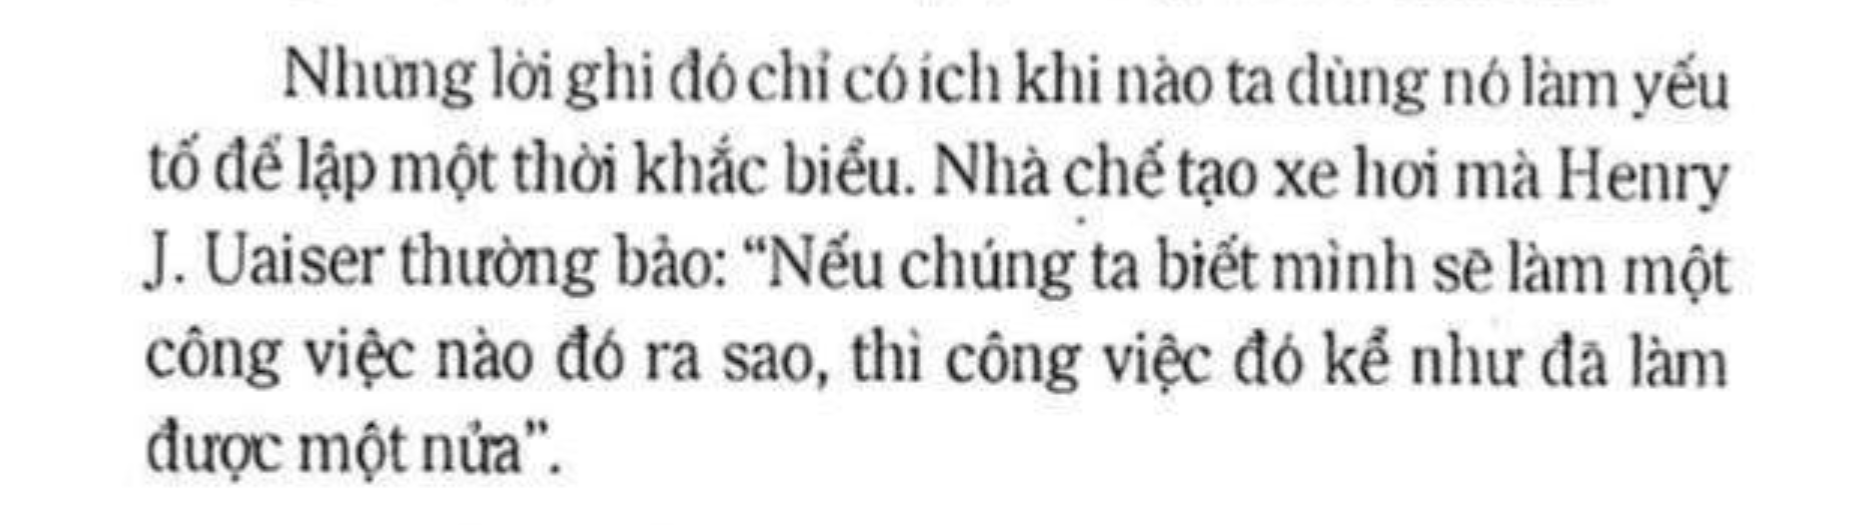 Nhưng lời ghi đó chỉ có ích khi nào ta dùng nó làm yếu
tố để lập một thời khắc biểu. Nhà chế tạo xe hơi mà Henry
J. Uaiser thường bảo: “Nếu chúng ta biết mình sẽ làm một
công việc nào đó ra sao, thì công việc đó kể như đã làm
được một nửa”.